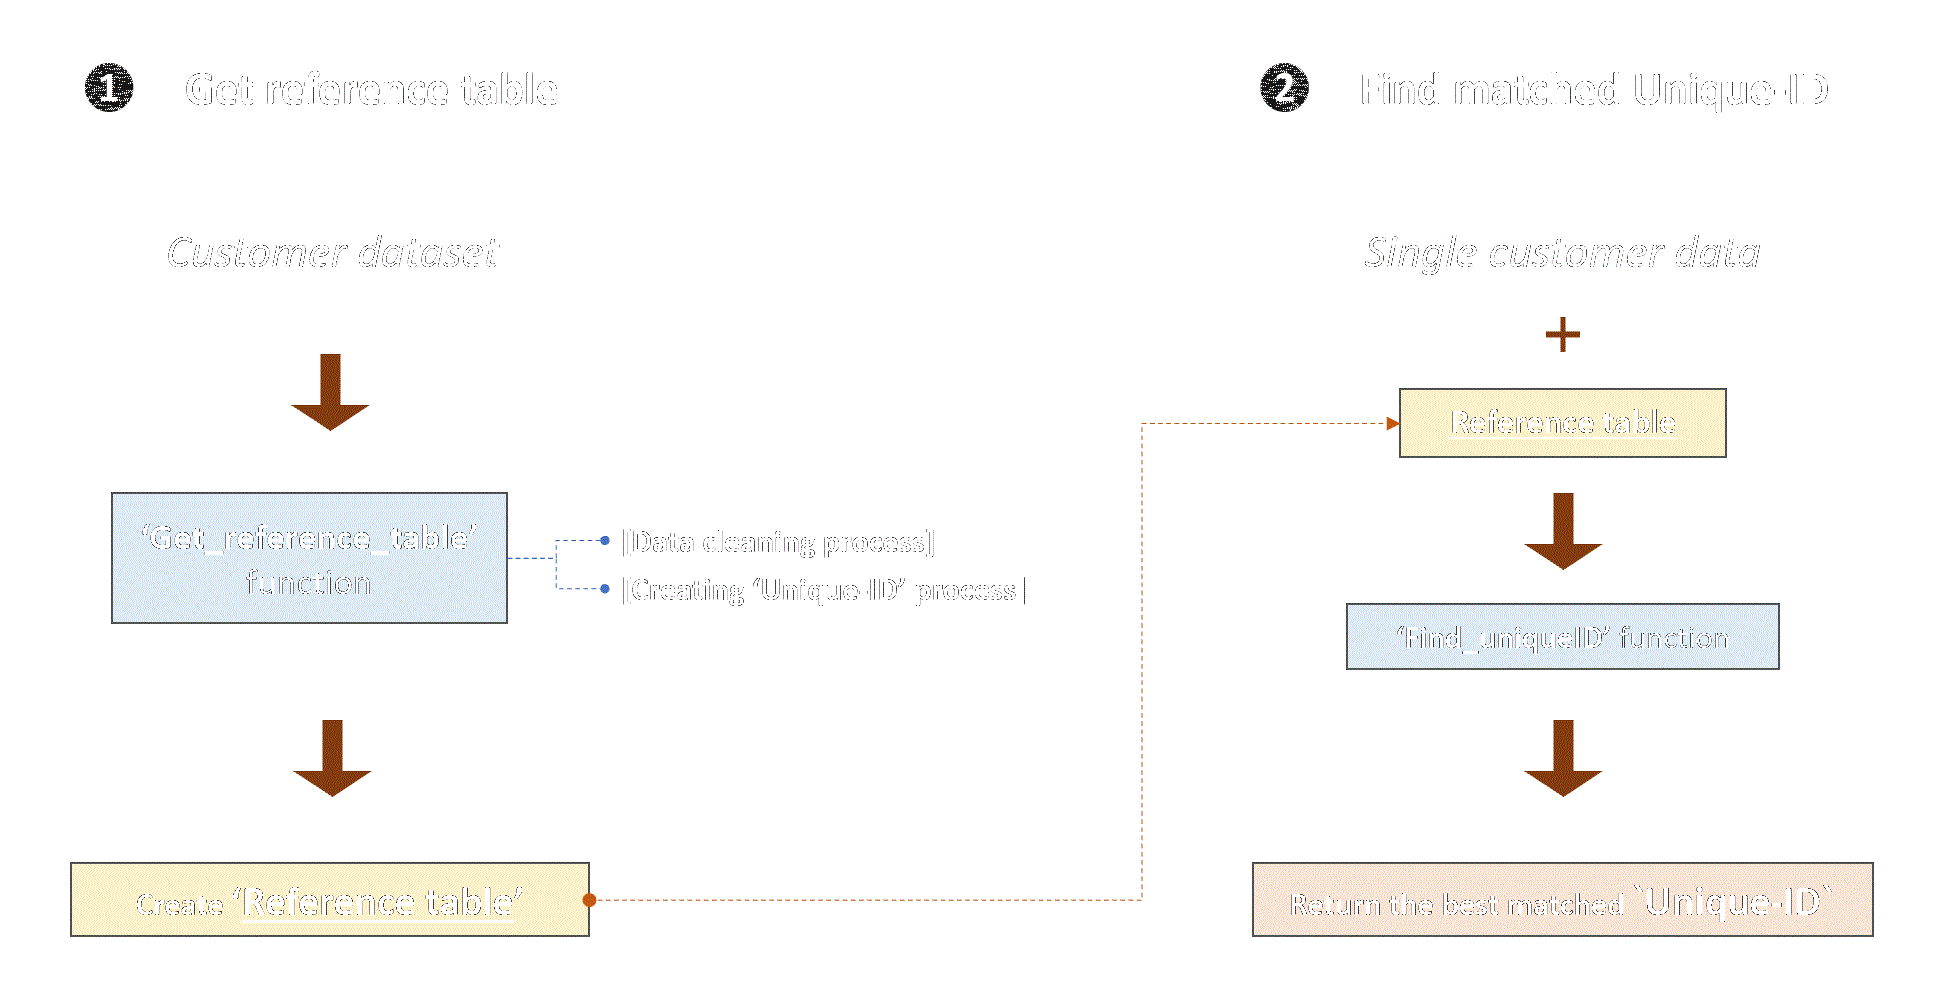 1 Get reference table
Customer dataset
‘Get_reference_table’
function
[Data cleaning process]
[Creating ‘Unique-ID’ process]
Create ‘Reference table’
2 Find matched Unique-ID
Single customer data
+
Reference table
‘Find_uniqueID’ function
Return the best matched `Unique-ID`